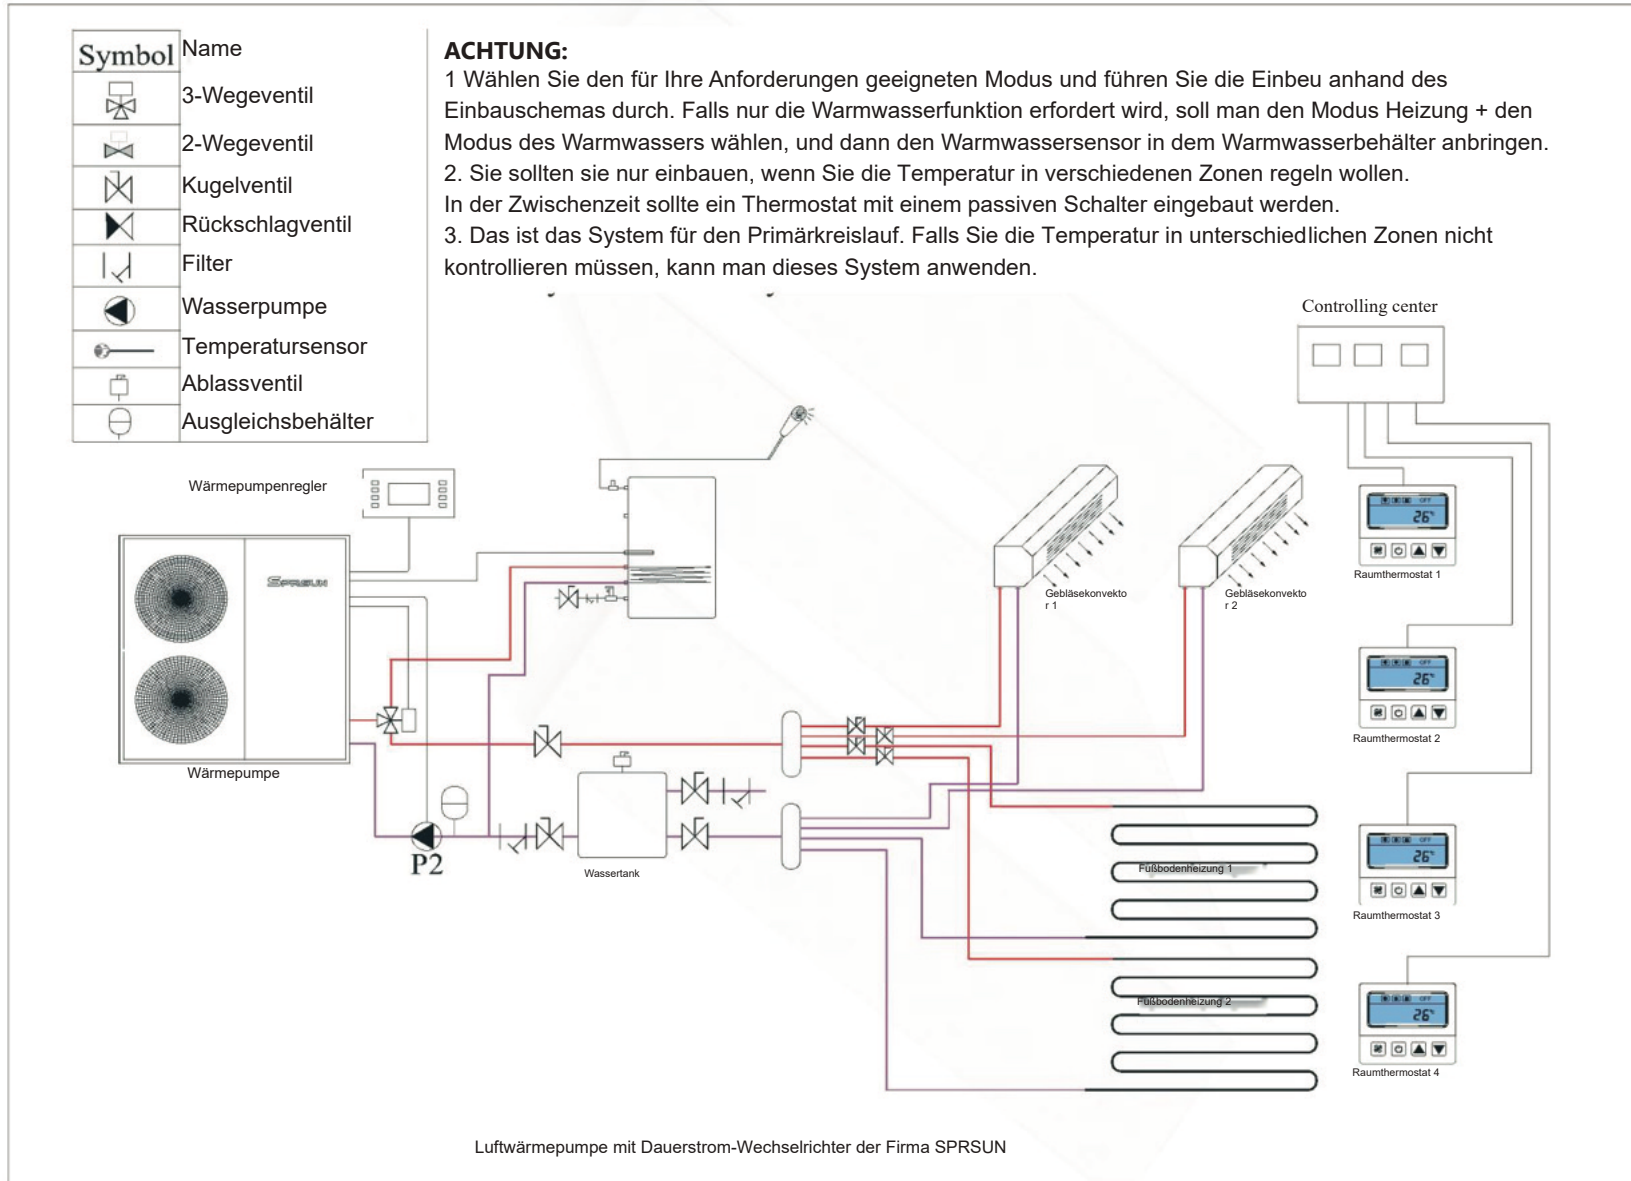 Symbol Name
3-Wegeventil
2-Wegeventil
Kugelventil
Rückschlagventil
Filter
Wasserpumpe
Temperatursensor
Ablassventil
Ausgleichsbehälter
ACHTUNG:
1 Wählen Sie den für Ihre Anforderungen geeigneten Modus und führen Sie die Einbeu anhand des
Einbauschemas durch. Falls nur die Warmwasserfunktion erfordert wird, soll man den Modus Heizung + den
Modus des Warmwassers wählen, und dann den Warmwassersensor in dem Warmwasserbehälter anbringen.
2. Sie sollten sie nur einbauen, wenn Sie die Temperatur in verschiedenen Zonen regeln wollen.
In der Zwischenzeit sollte ein Thermostat mit einem passiven Schalter eingebaut werden.
3. Das ist das System für den Primärkreislauf. Falls Sie die Temperatur in unterschiedlichen Zonen nicht
kontrollieren müssen, kann man dieses System anwenden.
Controlling center
Wärmepumpenregler
SPRSUN
Wärmepumpe
P2
Wassertank
Gebläsekonvekto
r 1
Gebläsekonvekto
r 2
Fußbodenheizung 1
Fußbodenheizung 2
OFF
26°c
Raumthermostat 1
OFF
26°c
Raumthermostat 2
OFF
26°c
Raumthermostat 3
OFF
26°c
Raumthermostat 4
Luftwärmepumpe mit Dauerstrom-Wechselrichter der Firma SPRSUN